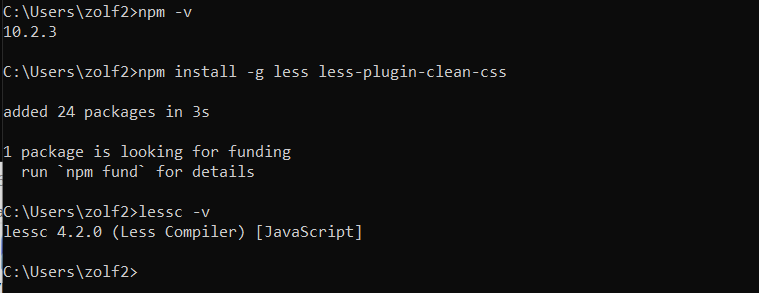 C:\Users\zolf2>npm -v
10.2.3
C:\Users\zolf2>npm install -g less less-plugin-clean-css
added 24 packages in 3s
1 package is looking for funding
  run `npm fund` for details
C:\Users\zolf2>lessc -v
lessc 4.2.0 (Less Compiler) [JavaScript]
C:\Users\zolf2>